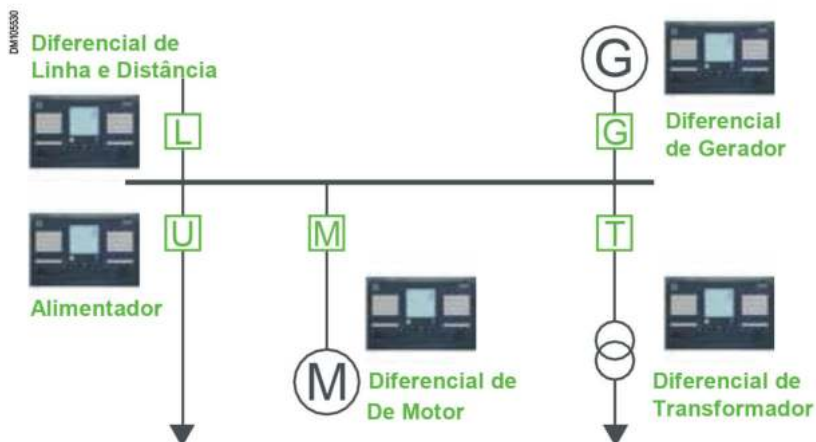 DM105530
Diferencial de
Linha e Distância
L
G
G
Diferencial
de Gerador
U
M
T
Alimentador
M
Diferencial de
De Motor
Diferencial de
Transformador